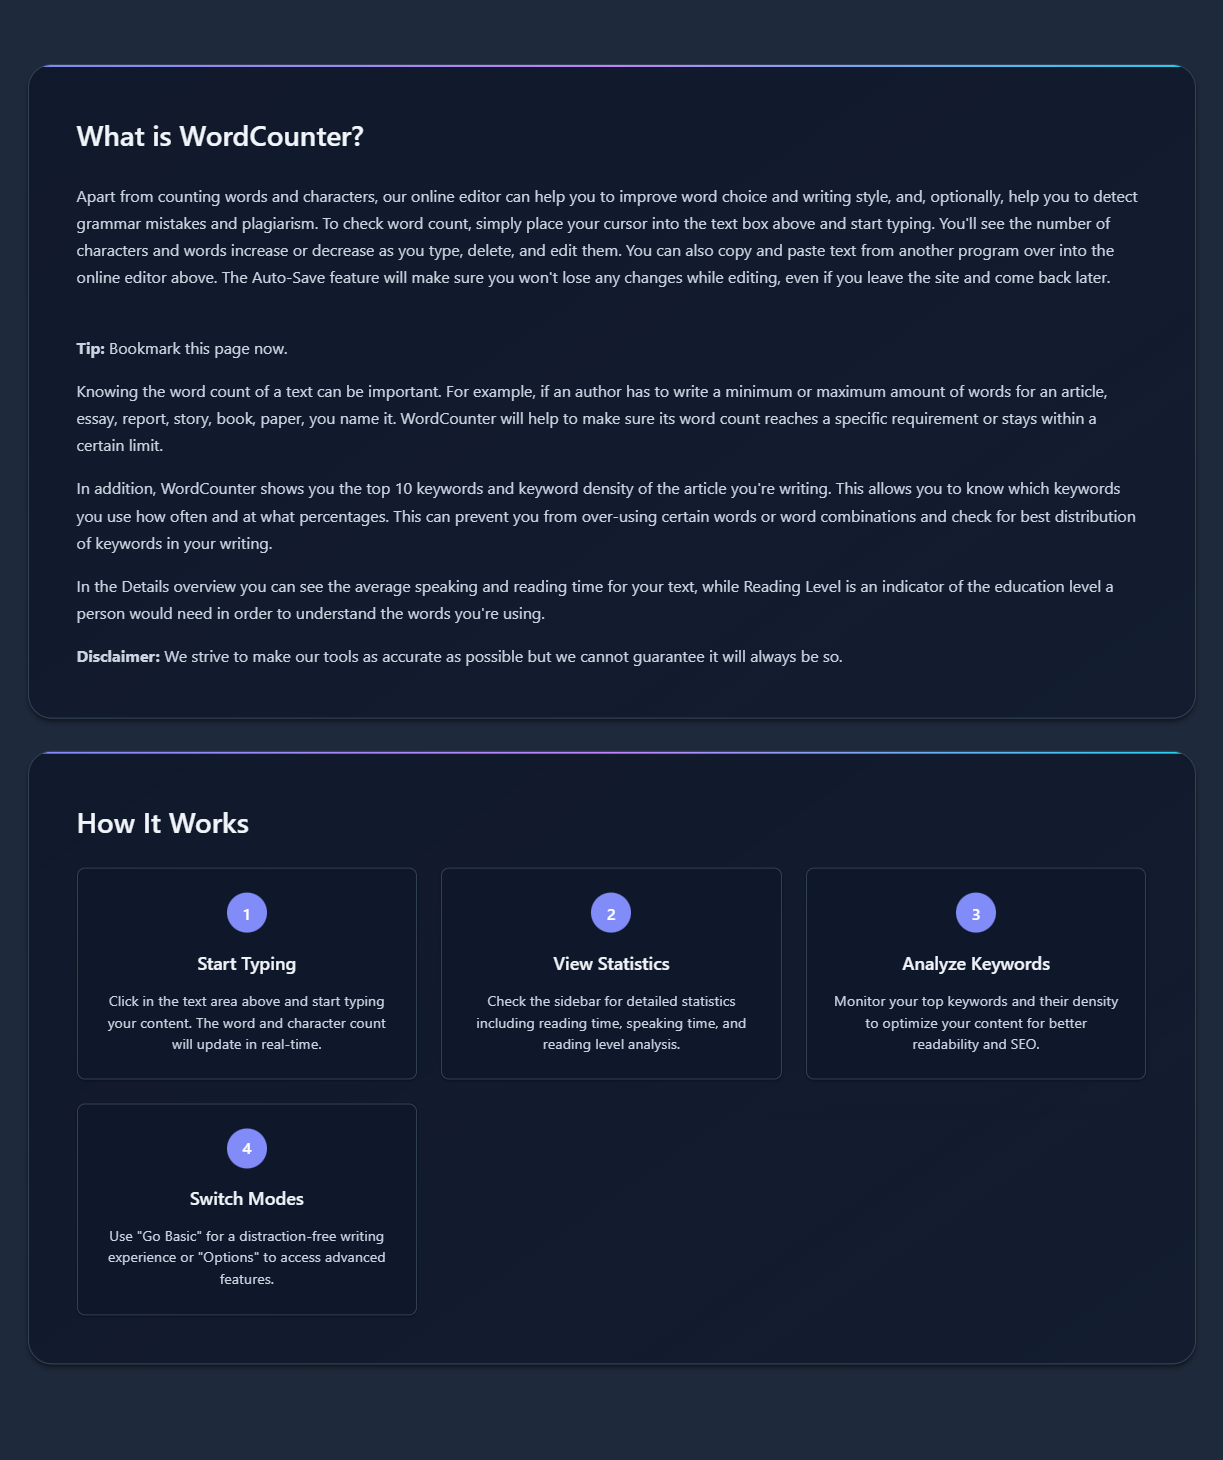 What is WordCounter?
Apart from counting words and characters, our online editor can help you to improve word choice and writing style, and, optionally, help you to detect
grammar mistakes and plagiarism. To check word count, simply place your cursor into the text box above and start typing. You'll see the number of
characters and words increase or decrease as you type, delete, and edit them. You can also copy and paste text from another program over into the
online editor above. The Auto-Save feature will make sure you won't lose any changes while editing, even if you leave the site and come back later.
Tip: Bookmark this page now.
Knowing the word count of a text can be important. For example, if an author has to write a minimum or maximum amount of words for an article,
essay, report, story, book, paper, you name it. WordCounter will help to make sure its word count reaches a specific requirement or stays within a
certain limit.
In addition, WordCounter shows you the top 10 keywords and keyword density of the article you're writing. This allows you to know which keywords
you use how often and at what percentages. This can prevent you from over-using certain words or word combinations and check for best distribution
of keywords in your writing.
In the Details overview you can see the average speaking and reading time for your text, while Reading Level is an indicator of the education level a
person would need in order to understand the words you're using.
Disclaimer: We strive to make our tools as accurate as possible but we cannot guarantee it will always be so.
How It Works
1
Start Typing
Click in the text area above and start typing
your content. The word and character count
will update in real-time.
2
View Statistics
Check the sidebar for detailed statistics
including reading time, speaking time, and
reading level analysis.
3
Analyze Keywords
Monitor your top keywords and their density
to optimize your content for better
readability and SEO.
4
Switch Modes
Use "Go Basic" for a distraction-free writing
experience or "Options" to access advanced
features.